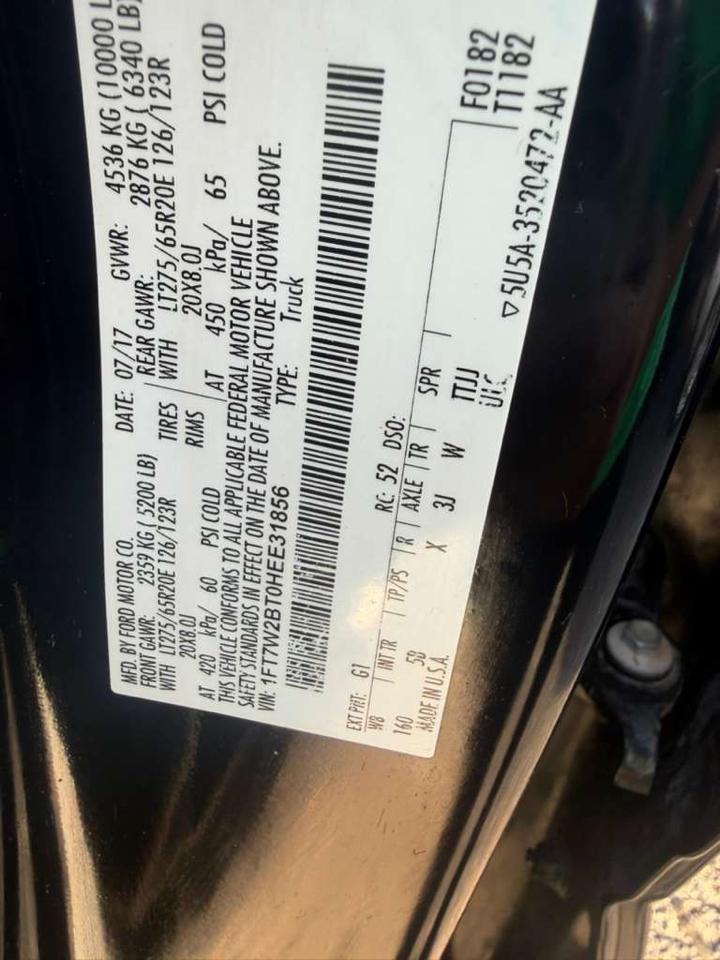 MFD. BY FORD MOTOR CO. DATE: 07/17 GVWR: 4536 KG (10000 L
FRONT GAWR: 2359 KG ( 5200 LB) REAR GAWR: 2876 KG ( 6340 LB)
WITH LT275/65R20E 126/123R TIRES WITH LT275/65R20E 126/123R
20X8.0J RIMS 20X8.0J
AT 420 kPa/ 60 PSI COLD AT 450 kPa/ 65 PSI COLD
THIS VEHICLE CONFORMS TO ALL APPLICABLE FEDERAL MOTOR VEHICLE
SAFETY STANDARDS IN EFFECT ON THE DATE OF MANUFACTURE SHOWN ABOVE.
VIN: 1FT7W2BT0HEE31856 TYPE: Truck
EXT PNT: G1 RC: 52 DSO: F0182
W8 INT TR TP/PS R AXLE TR SPR T1182
160 5B X 3J W TTJJ
MADE IN U.S.A. ▽5U5A-3520472-AA